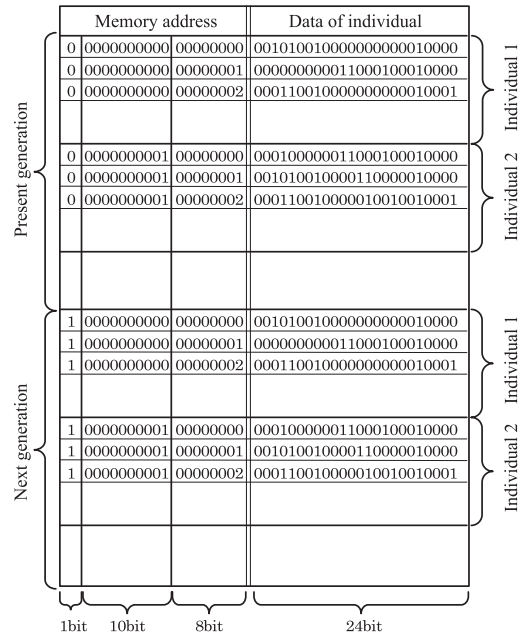 Memory address Data of individual
0 0000000000 00000000 001010010000000000010000
0 0000000000 00000001 000000000011000100010000
0 0000000000 00000002 000110010000000000010001
Individual 1
0 0000000001 00000000 000100000011000100010000
0 0000000001 00000001 001010010000110000010000
0 0000000001 00000002 000110010000010010010001
Individual 2
Present generation
1 0000000000 00000000 001010010000000000010000
1 0000000000 00000001 000000000011000100010000
1 0000000000 00000002 000110010000000000010001
Individual 1
1 0000000001 00000000 000100000011000100010000
1 0000000001 00000001 001010010000110000010000
1 0000000001 00000002 000110010000010010010001
Individual 2
Next generation
1bit 10bit 8bit 24bit